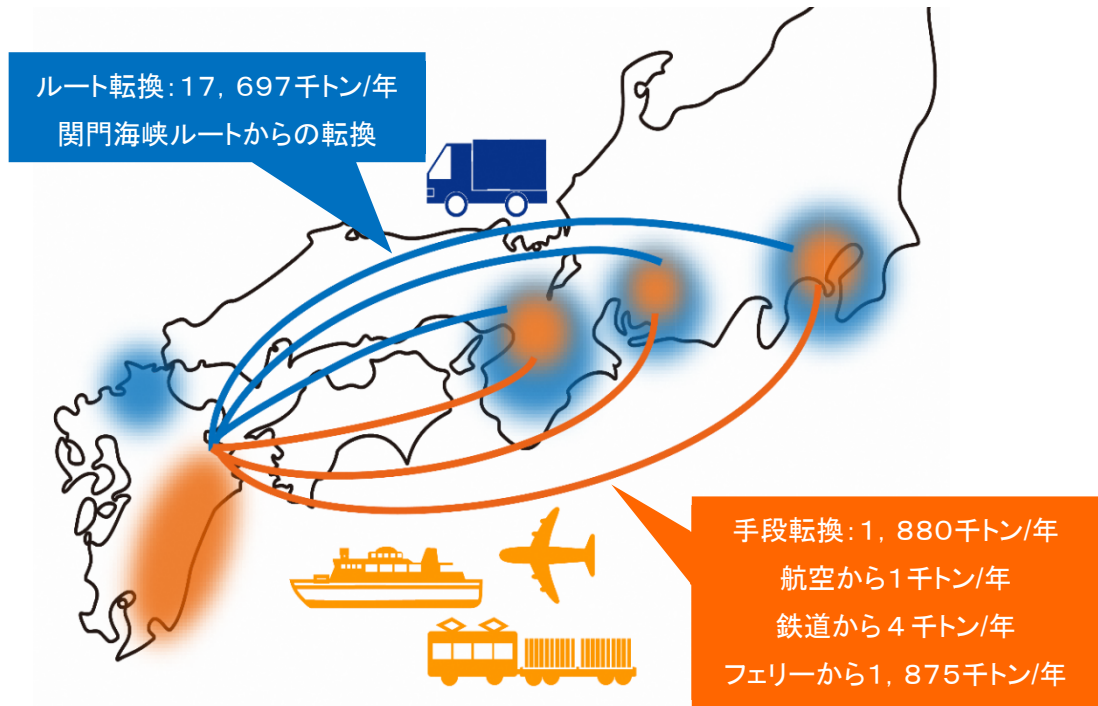 ルート転換：１７，６９７千トン/年
関門海峡ルートからの転換
手段転換：１，８８０千トン/年
航空から１千トン/年
鉄道から４千トン/年
フェリーから１，８７５千トン/年